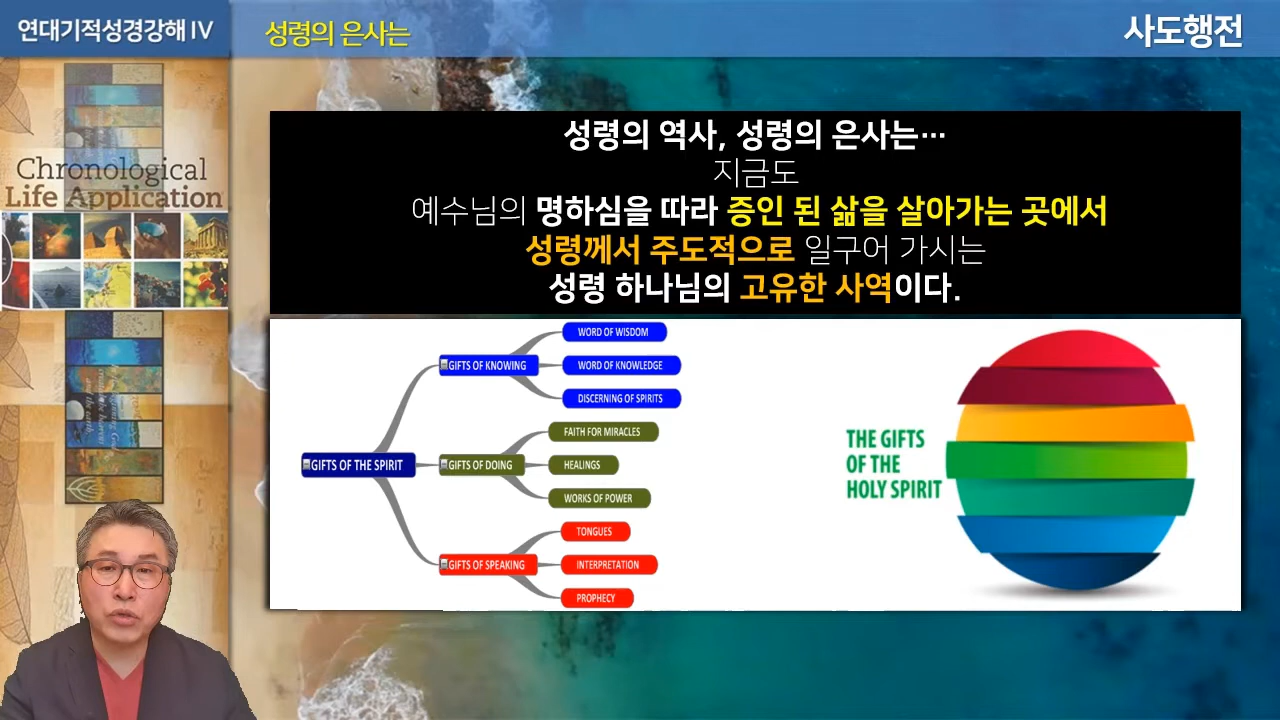 연대기적성경강해 IV
성령의 은사는
사도행전
Chronological
Life Application
성령의 역사, 성령의 은사는…
지금도
예수님의 명하심을 따라 증인 된 삶을 살아가는 곳에서
성령께서 주도적으로 일구어 가시는
성령 하나님의 고유한 사역이다.
GIFTS OF THE SPIRIT
GIFTS OF KNOWING
WORD OF WISDOM
WORD OF KNOWLEDGE
DISCERNING OF SPIRITS
GIFTS OF DOING
FAITH FOR MIRACLES
HEALINGS
WORKS OF POWER
GIFTS OF SPEAKING
TONGUES
INTERPRETATION
PROPHECY
THE GIFTS
OF THE
HOLY SPIRIT